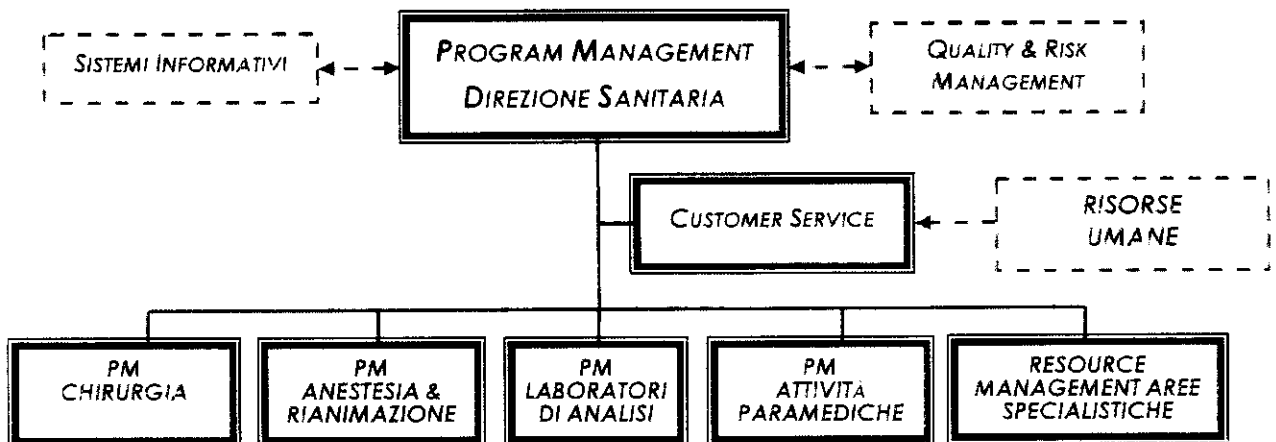 SISTEMI INFORMATIVI
PROGRAM MANAGEMENT
DIREZIONE SANITARIA
QUALITY & RISK
MANAGEMENT
CUSTOMER SERVICE
RISORSE
UMANE
PM
CHIRURGIA
PM
ANESTESIA &
RIANIMAZIONE
PM
LABORATORI
DI ANALISI
PM
ATTIVITÀ
PARAMEDICHE
RESOURCE
MANAGEMENT AREE
SPECIALISTICHE